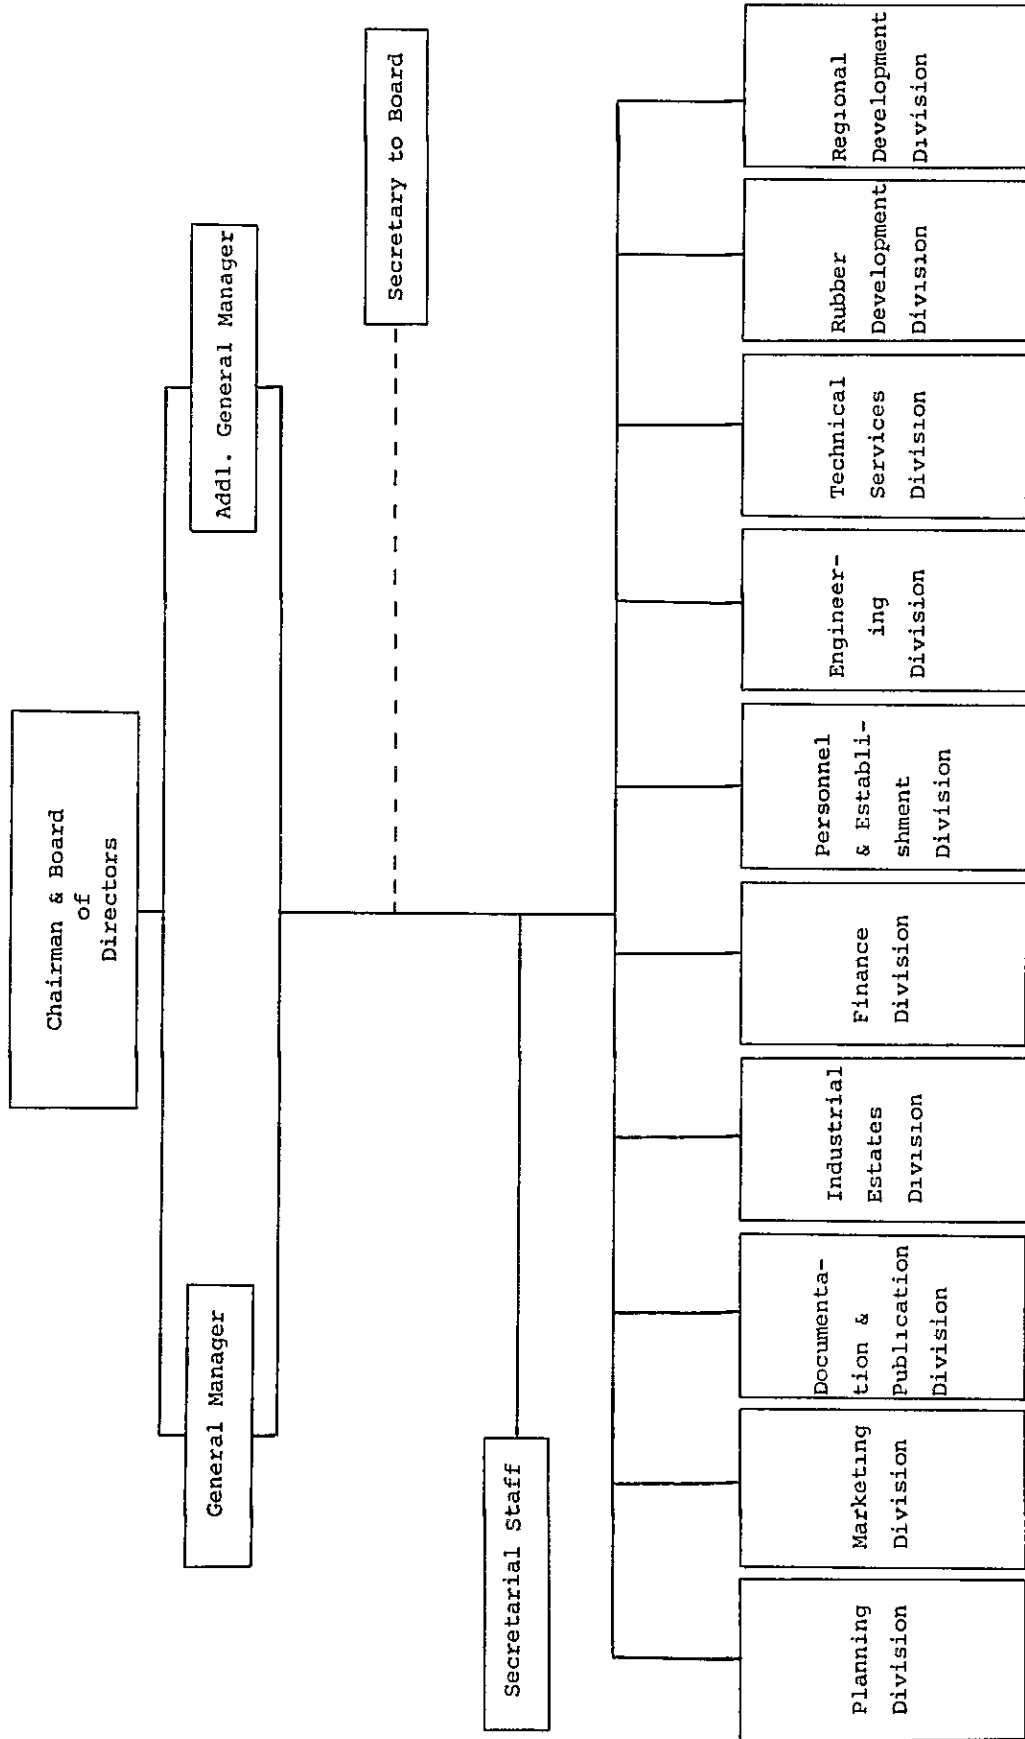 Chairman & Board
of
Directors
General Manager
Addl. General Manager
Secretary to Board
Secretarial Staff
Planning
Division
Marketing
Division
Documenta-
tion &
Publication
Division
Industrial
Estates
Division
Finance
Division
Personnel
& Establi-
shment
Division
Engineer-
ing
Division
Technical
Services
Division
Rubber
Development
Division
Regional
Development
Division